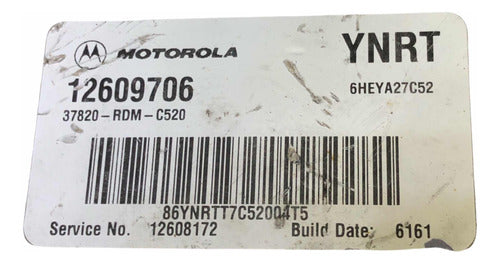 MOTOROLA YNRT
12609706 6HEYA27C52
37820-RDM-C520
86YNRTT7C52004T5
Service No. 12608172 Build Date: 6161